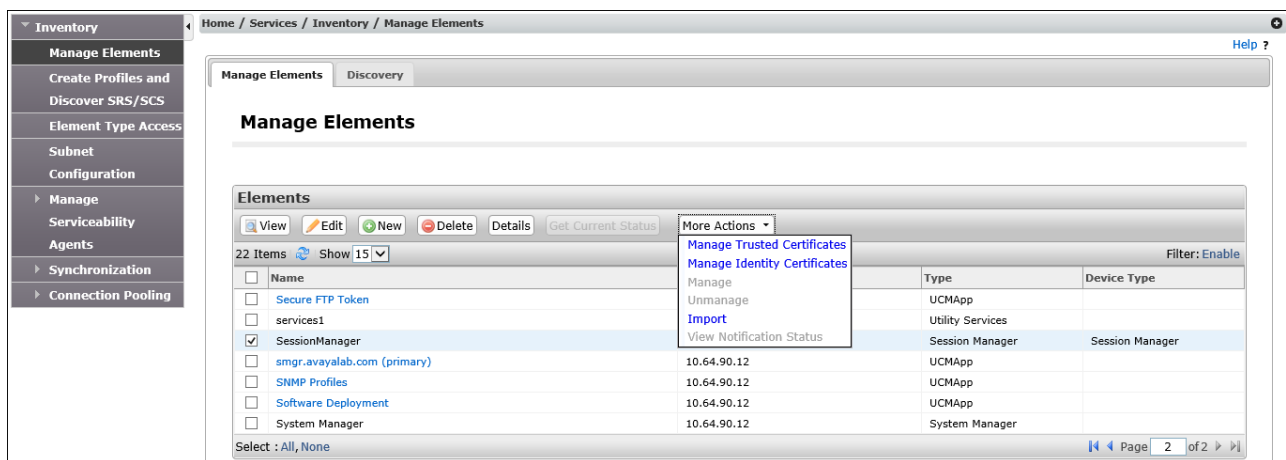 Inventory
Manage Elements
Create Profiles and
Discover SRS/SCS
Element Type Access
Subnet
Configuration
Manage
Serviceability
Agents
Synchronization
Connection Pooling
Home / Services / Inventory / Manage Elements
Help ?
Manage Elements Discovery
Manage Elements
Elements
View Edit New Delete Details Get Current Status More Actions
Manage Trusted Certificates
Manage Identity Certificates
Manage
Unmanage
Import
View Notification Status
22 Items Show 15 Filter: Enable
Name Type Device Type
Secure FTP Token UCMApp
services1 Utility Services
SessionManager Session Manager Session Manager
smgr.avayalab.com (primary) 10.64.90.12 UCMApp
SNMP Profiles 10.64.90.12 UCMApp
Software Deployment 10.64.90.12 UCMApp
System Manager 10.64.90.12 System Manager
Select : All, None Page 2 of 2